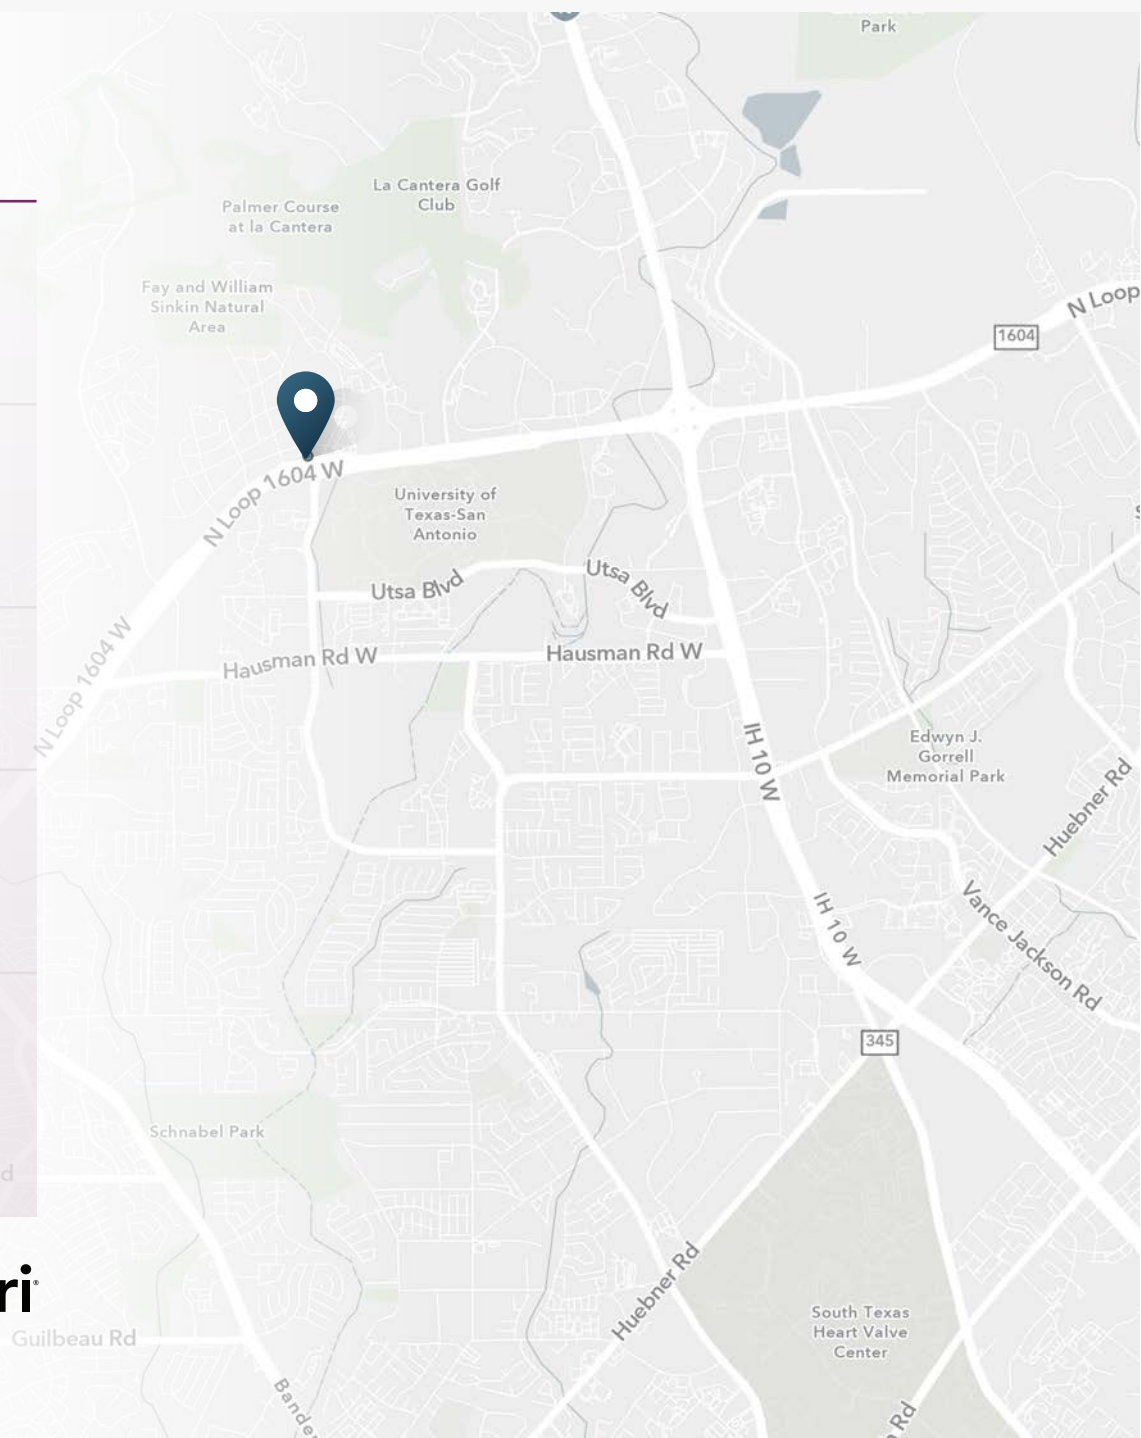 Park
La Cantera Golf
Club
Palmer Course
at la Cantera
Fay and William
Sinkin Natural
Area
N Loop
1604
N Loop 1604 W
University of
Texas-San
Antonio
Utsa Blvd
Utsa Blvd
Hausman Rd W
Hausman Rd W
N Loop 1604 W
IH 10 W
Edwyn J.
Gorrell
Memorial Park
Huebner Rd
IH 10 W
Vance Jackson Rd
345
Schnabel Park
d
ri
Huebner Rd
South Texas
Heart Valve
Center
Guilbeau Rd
Bande
Rd